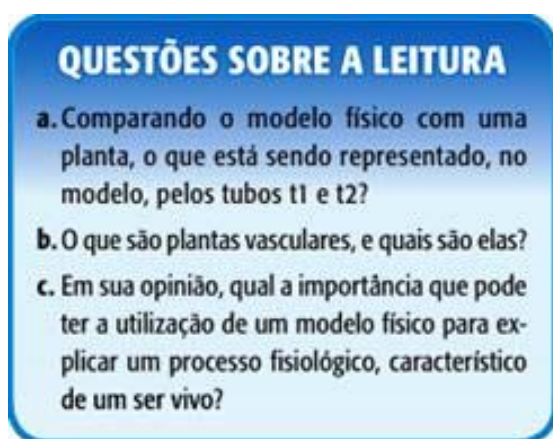 QUESTÕES SOBRE A LEITURA
a. Comparando o modelo físico com uma
planta, o que está sendo representado, no
modelo, pelos tubos t1 e t2?
b. O que são plantas vasculares, e quais são elas?
c. Em sua opinião, qual a importância que pode
ter a utilização de um modelo físico para ex-
plicar um processo fisiológico, característico
de um ser vivo?